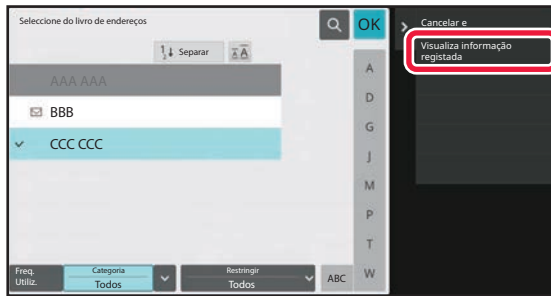 Seleccione do livro de endereços
OK
Cancelar e
Visualiza informação
registada
Separar
AAA AAA
BBB
CCC CCC
A
D
G
J
M
P
T
W
Freq.
Utiliz.
Categoria
Todos
Restringir
Todos
ABC